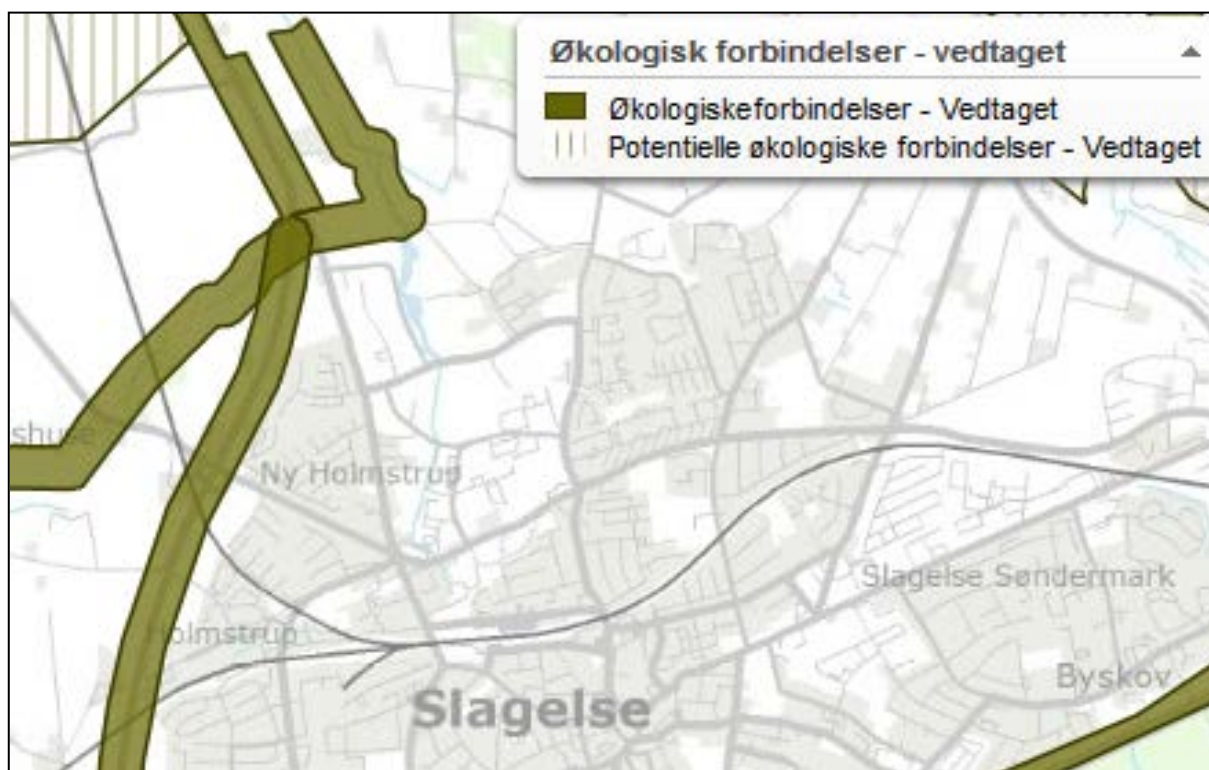 Økologisk forbindelser - vedtaget
Økologiskeforbindelser - Vedtaget
Potentielle økologiske forbindelser - Vedtaget
shuse
Ny Holmstrup
Slagelse Søndermark
Holmstrup
Byskov
Slagelse